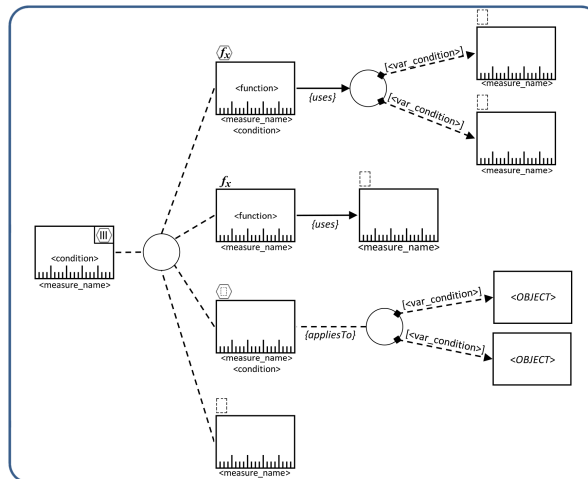 fx
<function>
<measure_name>
<condition>
{uses}
[<var_condition>]
<measure_name>
[<var_condition>]
<measure_name>
fx
<function>
<measure_name>
{uses}
<measure_name>
<condition>
<measure_name>
<measure_name>
<condition>
{appliesTo}
[<var_condition>]
<OBJECT>
[<var_condition>]
<OBJECT>
<measure_name>